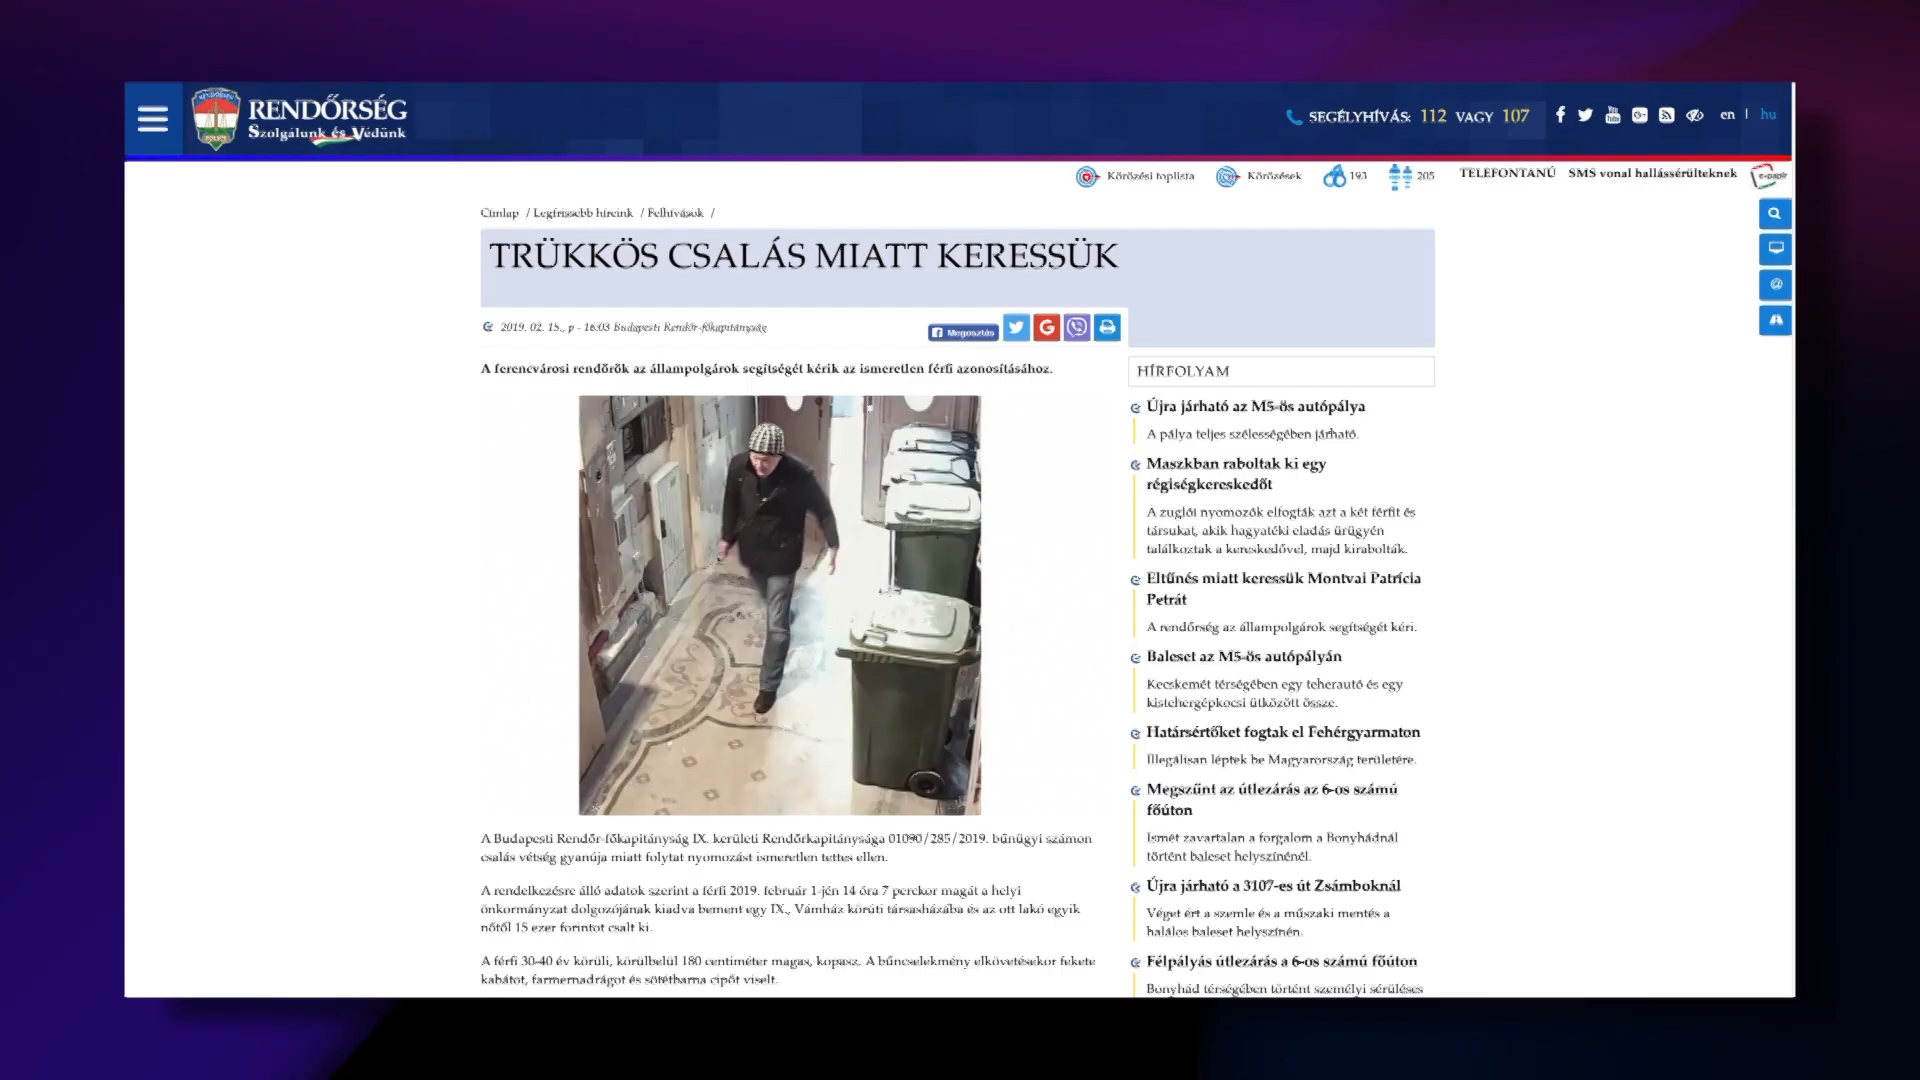 RENDŐRSÉG
Szolgálunk és Védünk
SEGÉLYHÍVÁS: 112 VAGY 107
en | hu
Körözési toplista
Körözések
193
205
TELEFONTANÚ
SMS vonal hallássérülteknek
e-papír
Címlap / Legfrissebb híreink / Felhívások /
TRÜKKÖS CSALÁS MIATT KERESSÜK
2019. 02. 15., p - 16:03 Budapesti Rendőr-főkapitányság
Megosztás
A ferencvárosi rendőrök az állampolgárok segítségét kérik az ismeretlen férfi azonosításához.
A Budapesti Rendőr-főkapitányság IX. kerületi Rendőrkapitánysága 01090/285/2019. bűnügyi számon
csalás vétség gyanúja miatt folytat nyomozást ismeretlen tettes ellen.
A rendelkezésre álló adatok szerint a férfi 2019. február 1-jén 14 óra 7 perckor magát a helyi
önkormányzat dolgozójának kiadva bement egy IX., Vámház körúti társasházába és az ott lakó egyik
nőtől 15 ezer forintot csalt ki.
A férfi 30-40 év körüli, körülbelül 180 centiméter magas, kopasz. A bűncselekmény elkövetésekor fekete
kabátot, farmernadrágot és sötétbarna cipőt viselt.
HÍRFOLYAM
Újra járható az M5-ös autópálya
A pálya teljes szélességében járható.
Maszkban raboltak ki egy
régiségkereskedőt
A zuglói nyomozók elfogták azt a két férfit és
társukat, akik hagyatéki eladás ürügyén
találkoztak a kereskedővel, majd kirabolták.
Eltűnés miatt keressük Montvai Patrícia
Petrát
A rendőrség az állampolgárok segítségét kéri.
Baleset az M5-ös autópályán
Kecskemét térségében egy teherautó és egy
kistehergépkocsi ütközött össze.
Határsértőket fogtak el Fehérgyarmaton
Illegálisan léptek be Magyarország területére.
Megszűnt az útlezárás az 6-os számú
főúton
Ismét zavartalan a forgalom a Bonyhádnál
történt baleset helyszínénél.
Újra járható a 3107-es út Zsámboknál
Véget ért a szemle és a műszaki mentés a
halálos baleset helyszínén.
Félpályás útlezárás a 6-os számú főúton
Bonyhád térségében történt személyi sérüléses